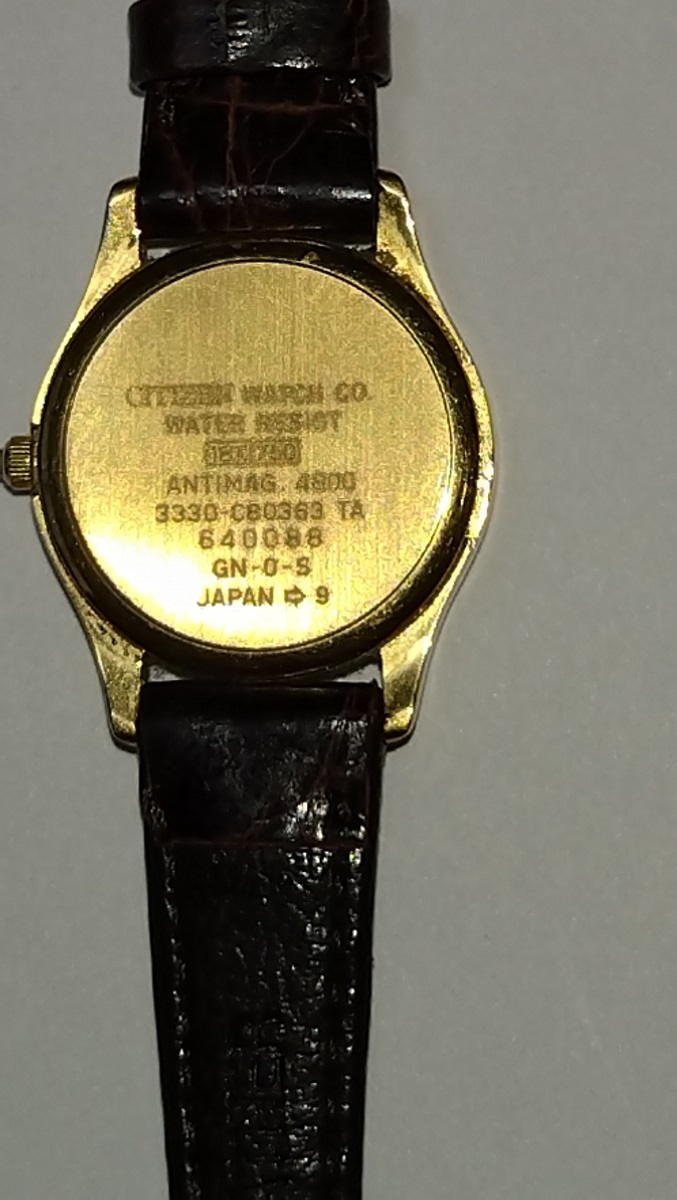 CITIZEN WATCH CO.
WATER RESIST
ANTIMAG. 4800
3330-C80363 TA
640088
GN-0-S
JAPAN ➩ 9